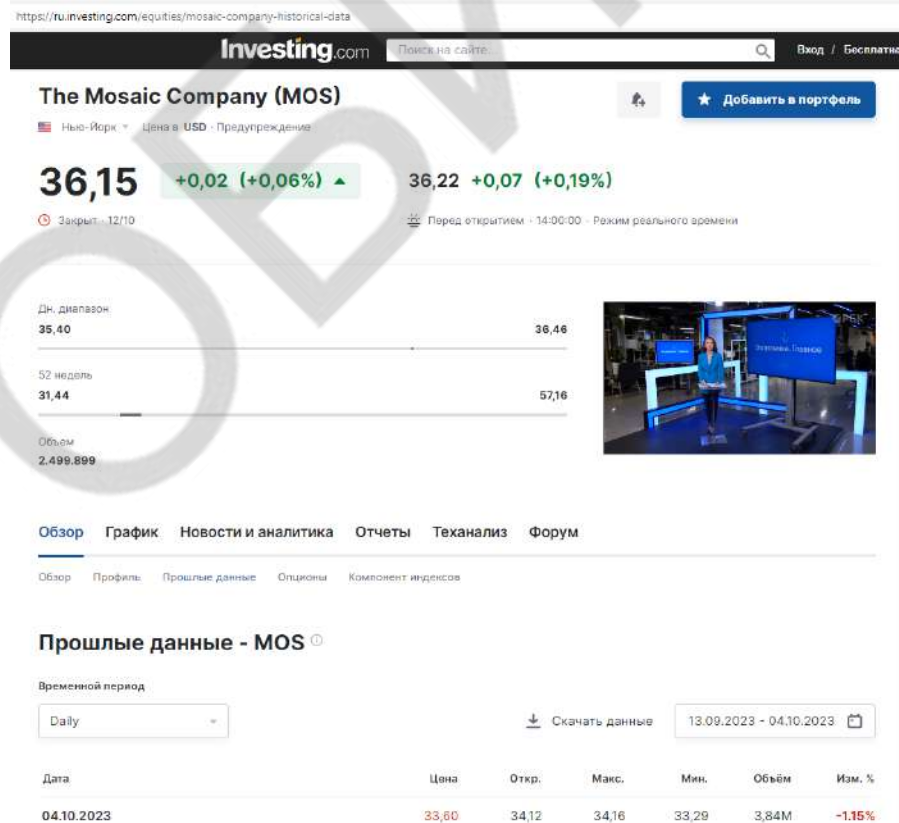 https://ru.investing.com/equities/mosaic-company-historical-data
Investing.com Поиск на сайте... Вход / Бесплатно
The Mosaic Company (MOS)
Добавить в портфель
Нью-Йорк Цена в USD - Предупреждение
36,15 +0,02 (+0,06%) 36,22 +0,07 (+0,19%)
Закрыт · 12/10 Перед открытием · 14:00:00 · Режим реального времени
Дн. диапазон
35,40 36,46
52 недель
31,44 57,16
Объём
2.499.899
Обзор График Новости и аналитика Отчеты Теханализ Форум
Обзор Профиль Прошлые данные Опционы Компонент индексов
Прошлые данные - MOS
Временной период
Daily Скачать данные 13.09.2023 - 04.10.2023
Дата Цена Откр. Макс. Мин. Объём Изм. %
04.10.2023 33,60 34,12 34,16 33,29 3,84M -1.15%